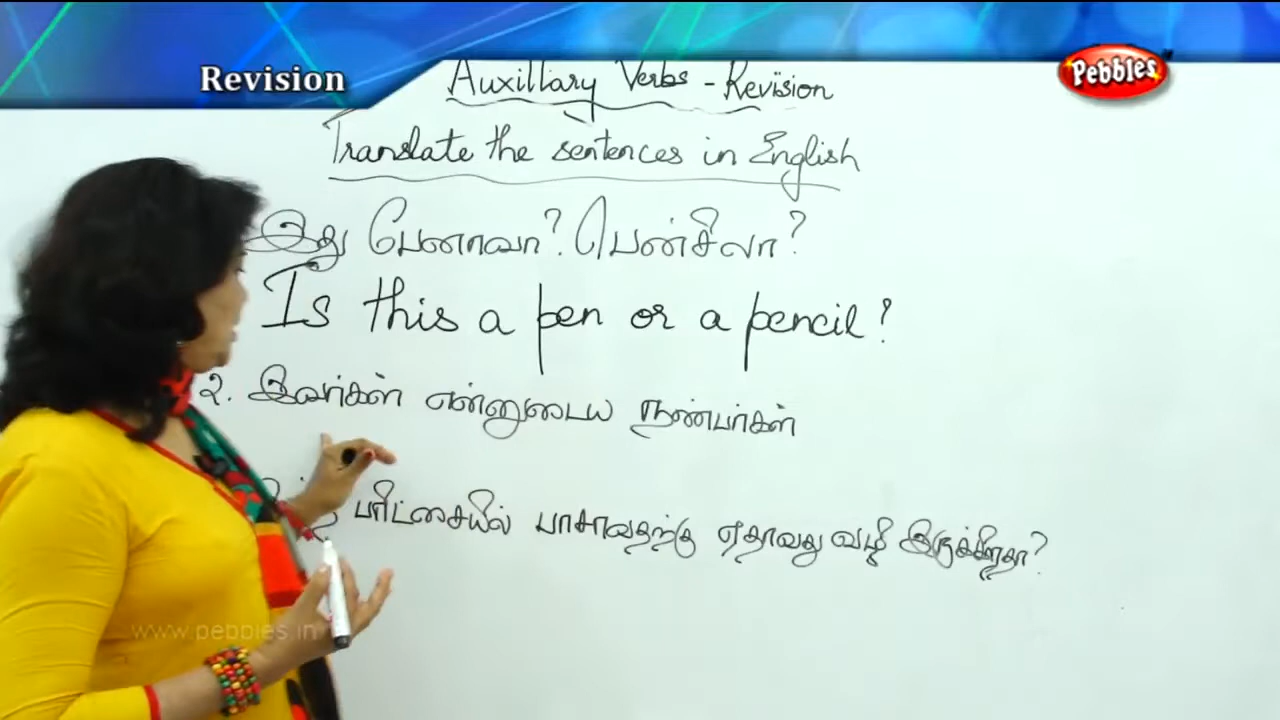 Revision
Pebbles
Auxillary Verbs - Revision
Translate the sentences in English
இது பேனாவா? பென்சிலா?
Is this a pen or a pencil?
2. இவர்கள் என்னுடைய நண்பர்கள்
பரிட்சையில் பாசாவதற்கு ஏதாவது வழி இருக்கிறதா?
www.pebbles.in